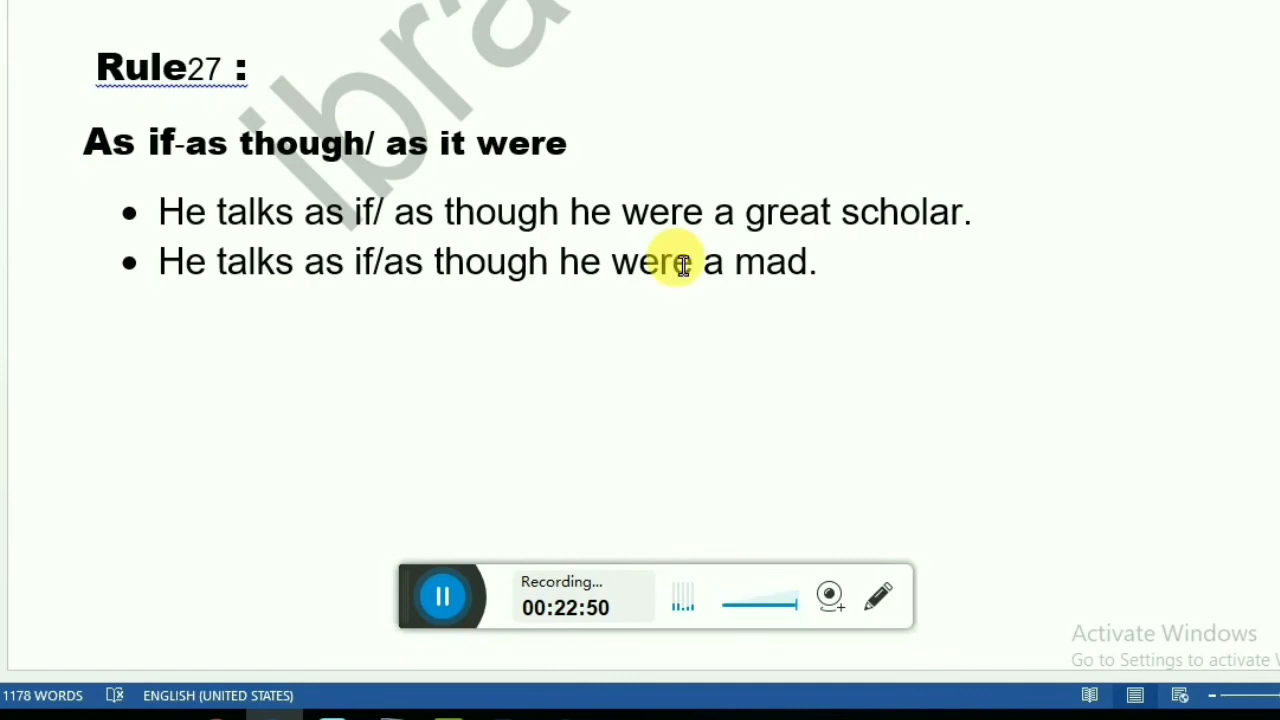 Rule27 :
ibra
As if-as though/ as it were
• He talks as if/ as though he were a great scholar.
• He talks as if/as though he were a mad.
Recording...
00:22:50
Activate Windows
Go to Settings to activate
1178 WORDS ENGLISH (UNITED STATES)